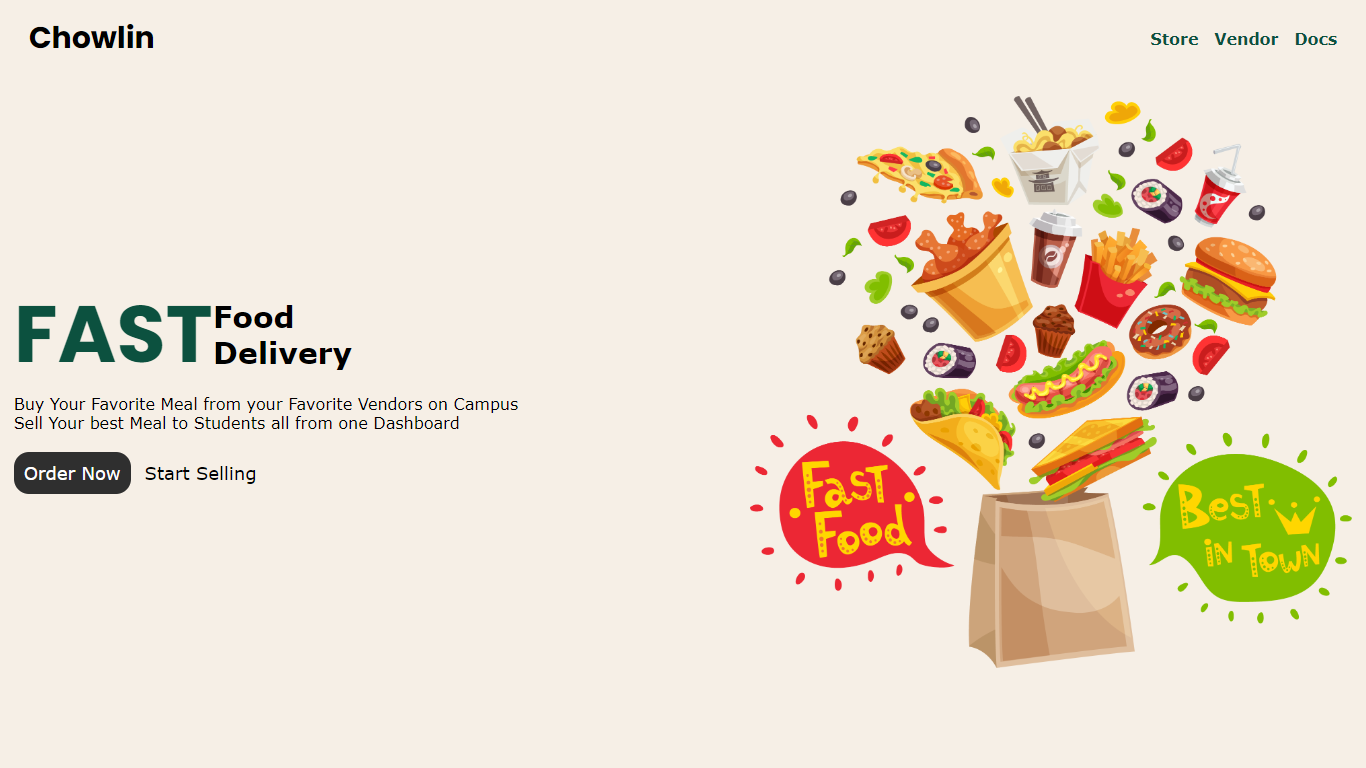 Chowlin
Store Vendor Docs
FAST Food
Delivery
Buy Your Favorite Meal from your Favorite Vendors on Campus
Sell Your best Meal to Students all from one Dashboard
Order Now Start Selling
FasT
Food
BesT
iN TowN